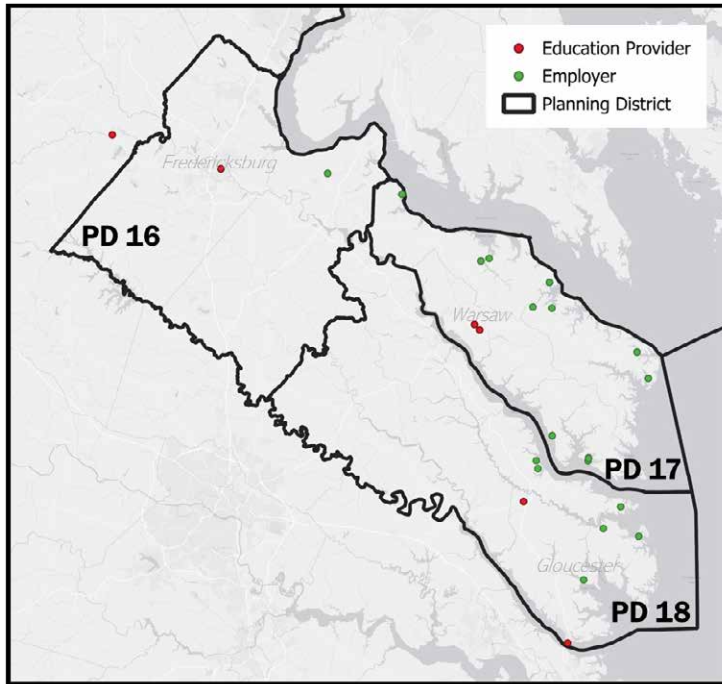 Education Provider
Employer
Planning District
Fredericksburg
PD 16
Warsaw
PD 17
Gloucester
PD 18